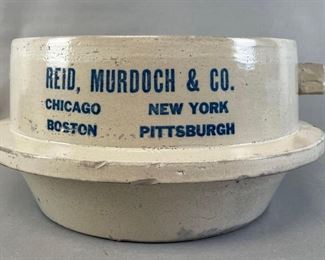 REID, MURDOCH & CO.
CHICAGO NEW YORK
BOSTON PITTSBURGH